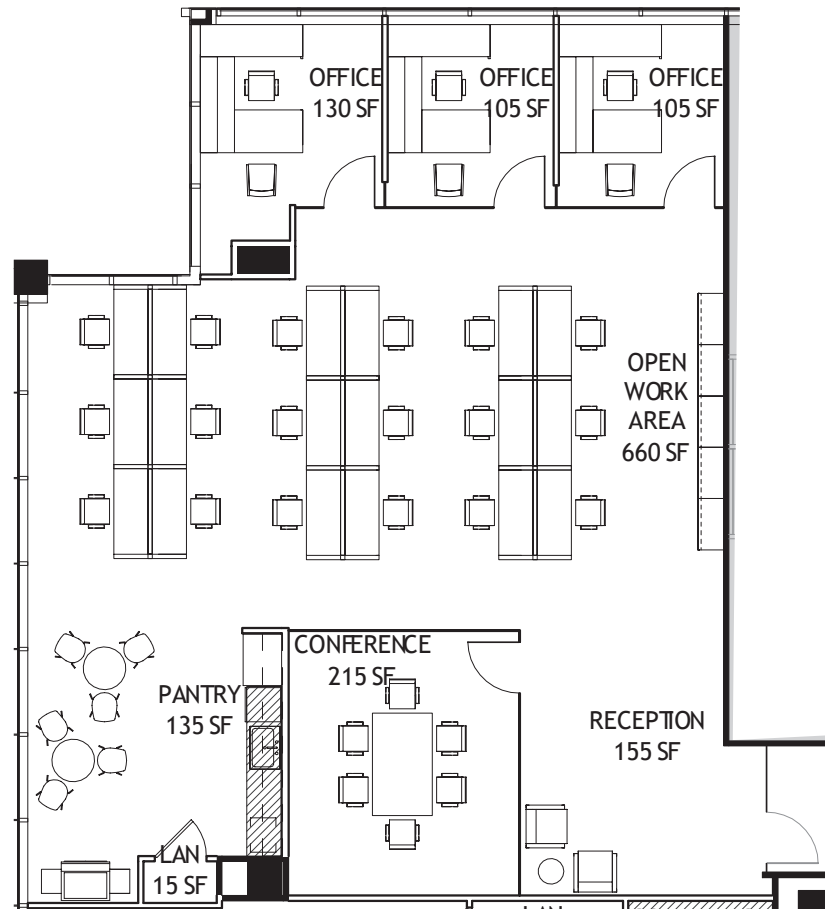 OFFICE
130 SF
OFFICE
105 SF
OFFICE
105 SF
OPEN
WORK
AREA
660 SF
CONFERENCE
215 SF
PANTRY
135 SF
RECEPTION
155 SF
LAN
15 SF
LAN